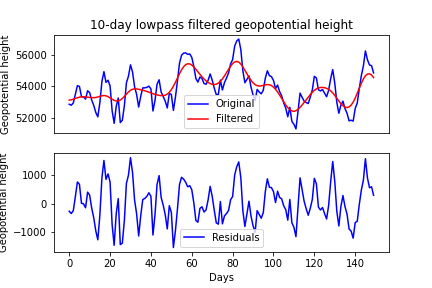 10-day lowpass filtered geopotential height
Geopotential height
56000
54000
52000
Original
Filtered
Geopotential height
1000
0
−1000
Residuals
0 20 40 60 80 100 120 140
Days